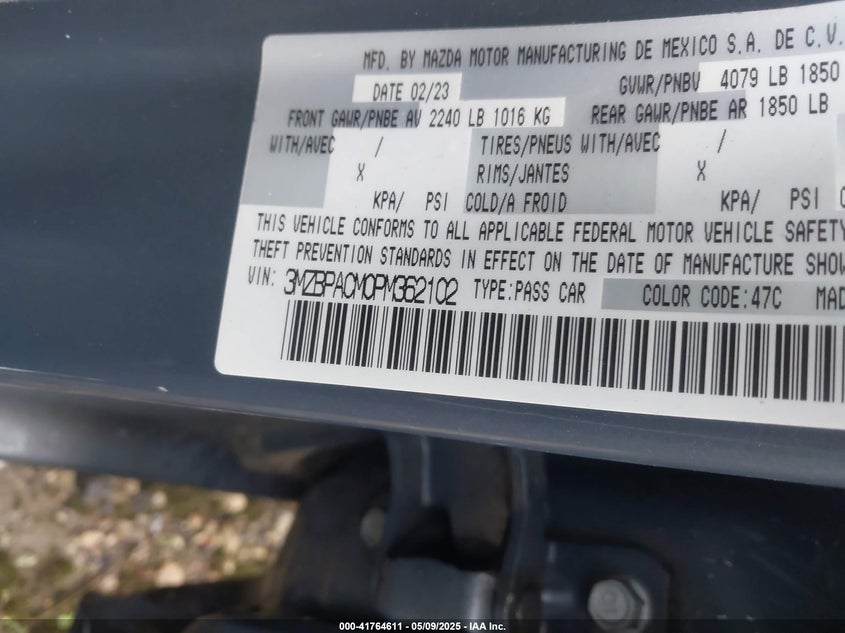 MFD. BY MAZDA MOTOR MANUFACTURING DE MEXICO S.A. DE C.V.
DATE 02/23 GVWR/PNBV 4079 LB 1850
FRONT GAWR/PNBE AV 2240 LB 1016 KG REAR GAWR/PNBE AR 1850 LB
WITH/AVEC / TIRES/PNEUS WITH/AVEC /
X RIMS/JANTES X
KPA/ PSI COLD/A FROID KPA/ PSI C
THIS VEHICLE CONFORMS TO ALL APPLICABLE FEDERAL MOTOR VEHICLE SAFETY
THEFT PREVENTION STANDARDS IN EFFECT ON THE DATE OF MANUFACTURE SHOW
VIN: 3MZBPACM0PM362102 TYPE:PASS CAR COLOR CODE:47C MAD
000-41764611 - 05/09/2025 - IAA Inc.